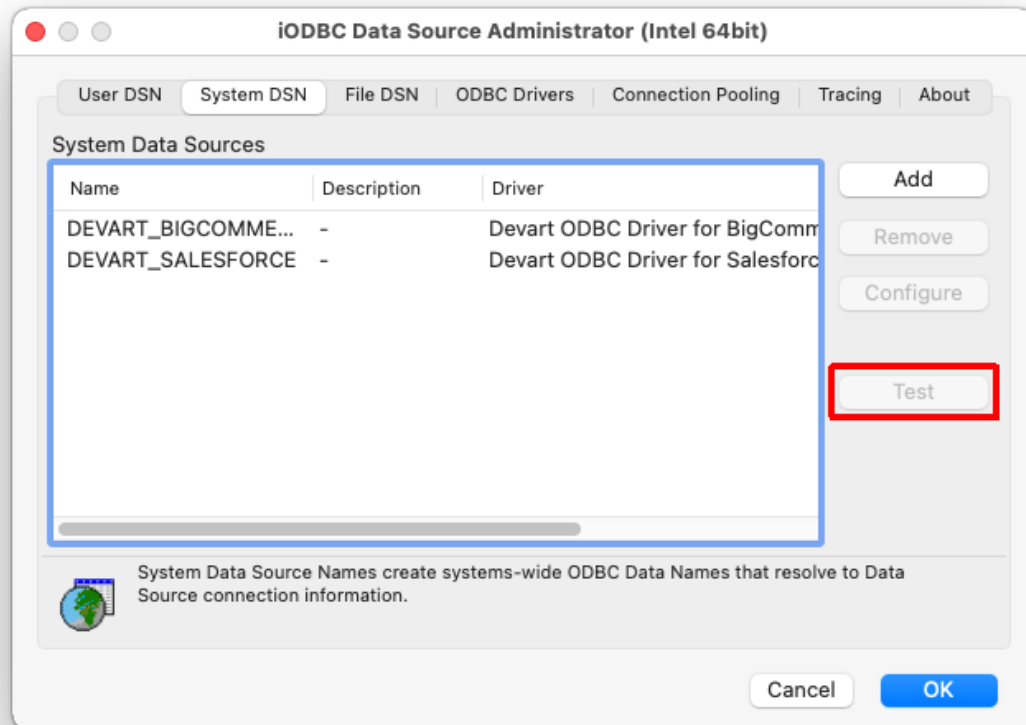 iODBC Data Source Administrator (Intel 64bit)
User DSN System DSN File DSN ODBC Drivers Connection Pooling Tracing About
System Data Sources
Name Description Driver
DEVART_BIGCOMME... - Devart ODBC Driver for BigComm
DEVART_SALESFORCE - Devart ODBC Driver for Salesforc
Add
Remove
Configure
Test
System Data Source Names create systems-wide ODBC Data Names that resolve to Data
Source connection information.
Cancel OK